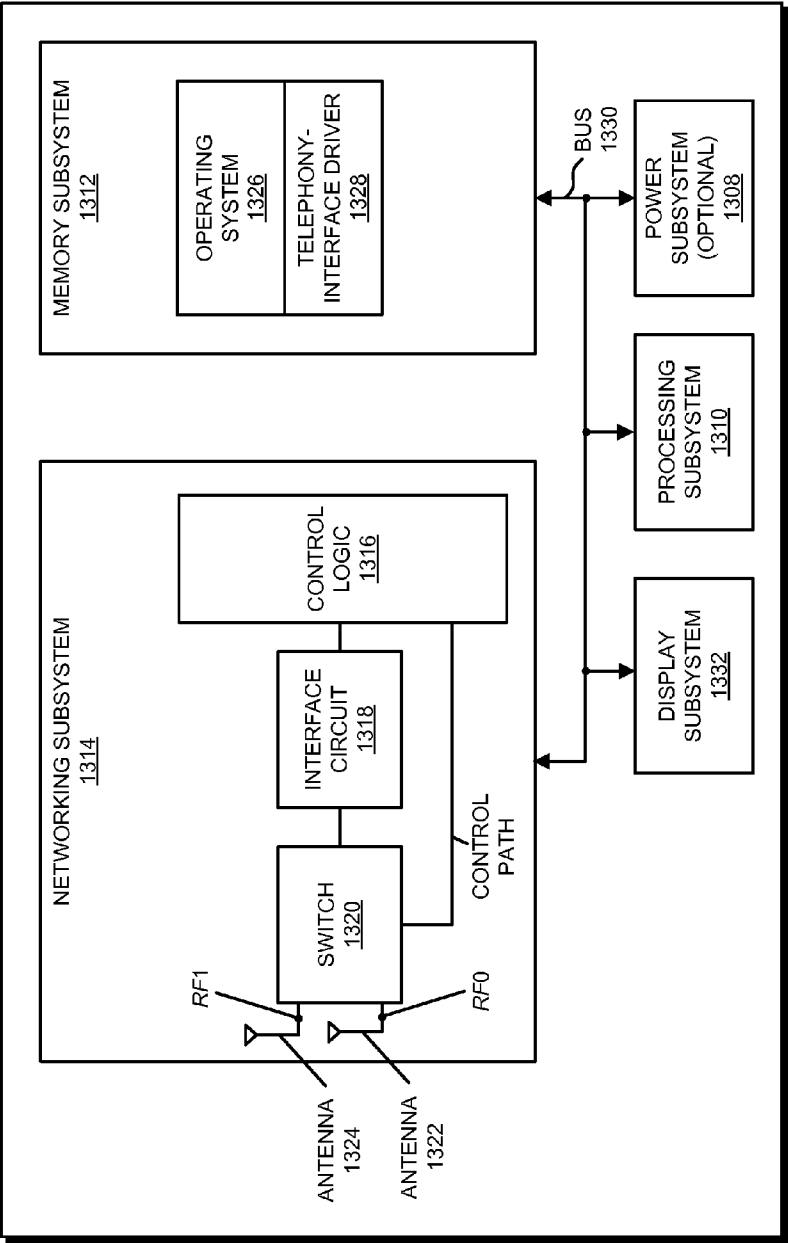 NETWORKING SUBSYSTEM
1314
ANTENNA
1324
ANTENNA
1322
RF1
RF0
SWITCH
1320
INTERFACE
CIRCUIT
1318
CONTROL
LOGIC
1316
CONTROL
PATH
MEMORY SUBSYSTEM
1312
OPERATING
SYSTEM
1326
TELEPHONY-
INTERFACE DRIVER
1328
BUS
1330
DISPLAY
SUBSYSTEM
1332
PROCESSING
SUBSYSTEM
1310
POWER
SUBSYSTEM
(OPTIONAL)
1308